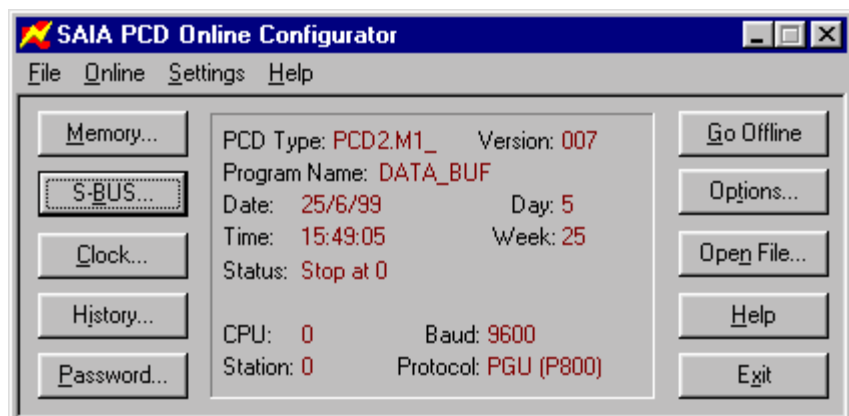 SAIA PCD Online Configurator
File Online Settings Help
Memory...
S-BUS...
Clock...
History...
Password...
PCD Type: PCD2.M1_ Version: 007
Program Name: DATA_BUF
Date: 25/6/99 Day: 5
Time: 15:49:05 Week: 25
Status: Stop at 0
CPU: 0 Baud: 9600
Station: 0 Protocol: PGU (P800)
Go Offline
Options...
Open File...
Help
Exit